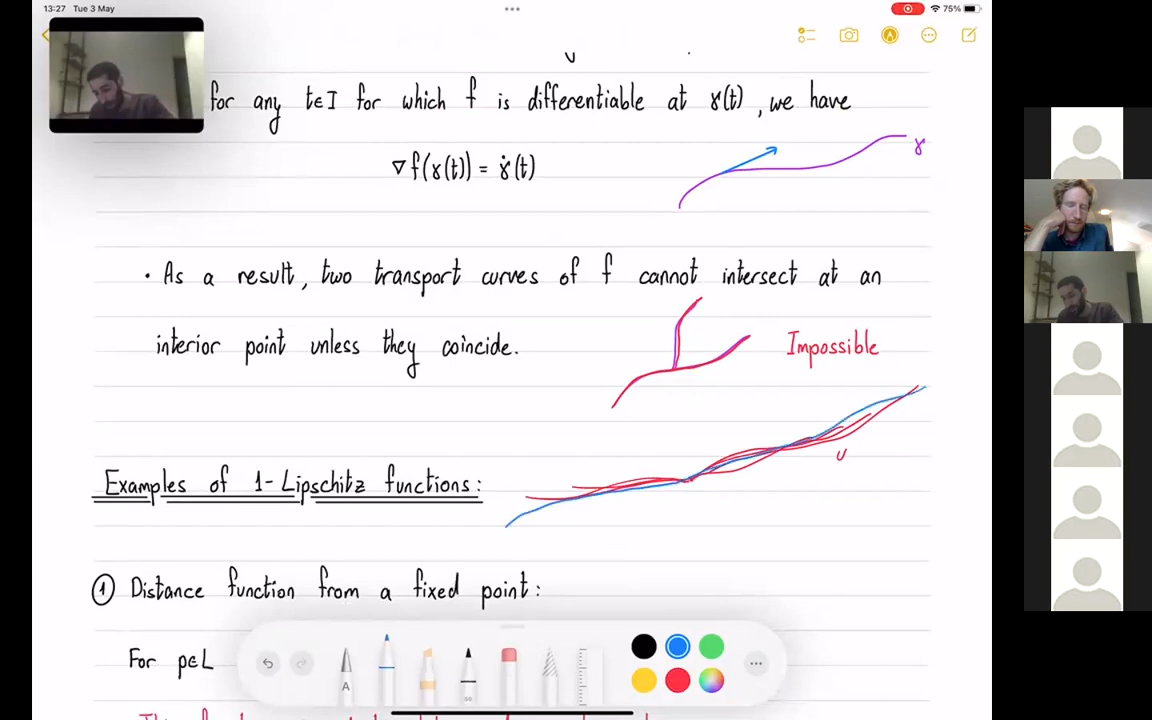 13:27 Tue 3 May
75%
for any t∈I for which f is differentiable at γ(t), we have
∇f(γ(t)) = γ̇(t)
γ
• As a result, two transport curves of f cannot intersect at an
interior point unless they coincide.
Impossible
Examples of 1-Lipschitz functions:
① Distance function from a fixed point:
For p∈L
A